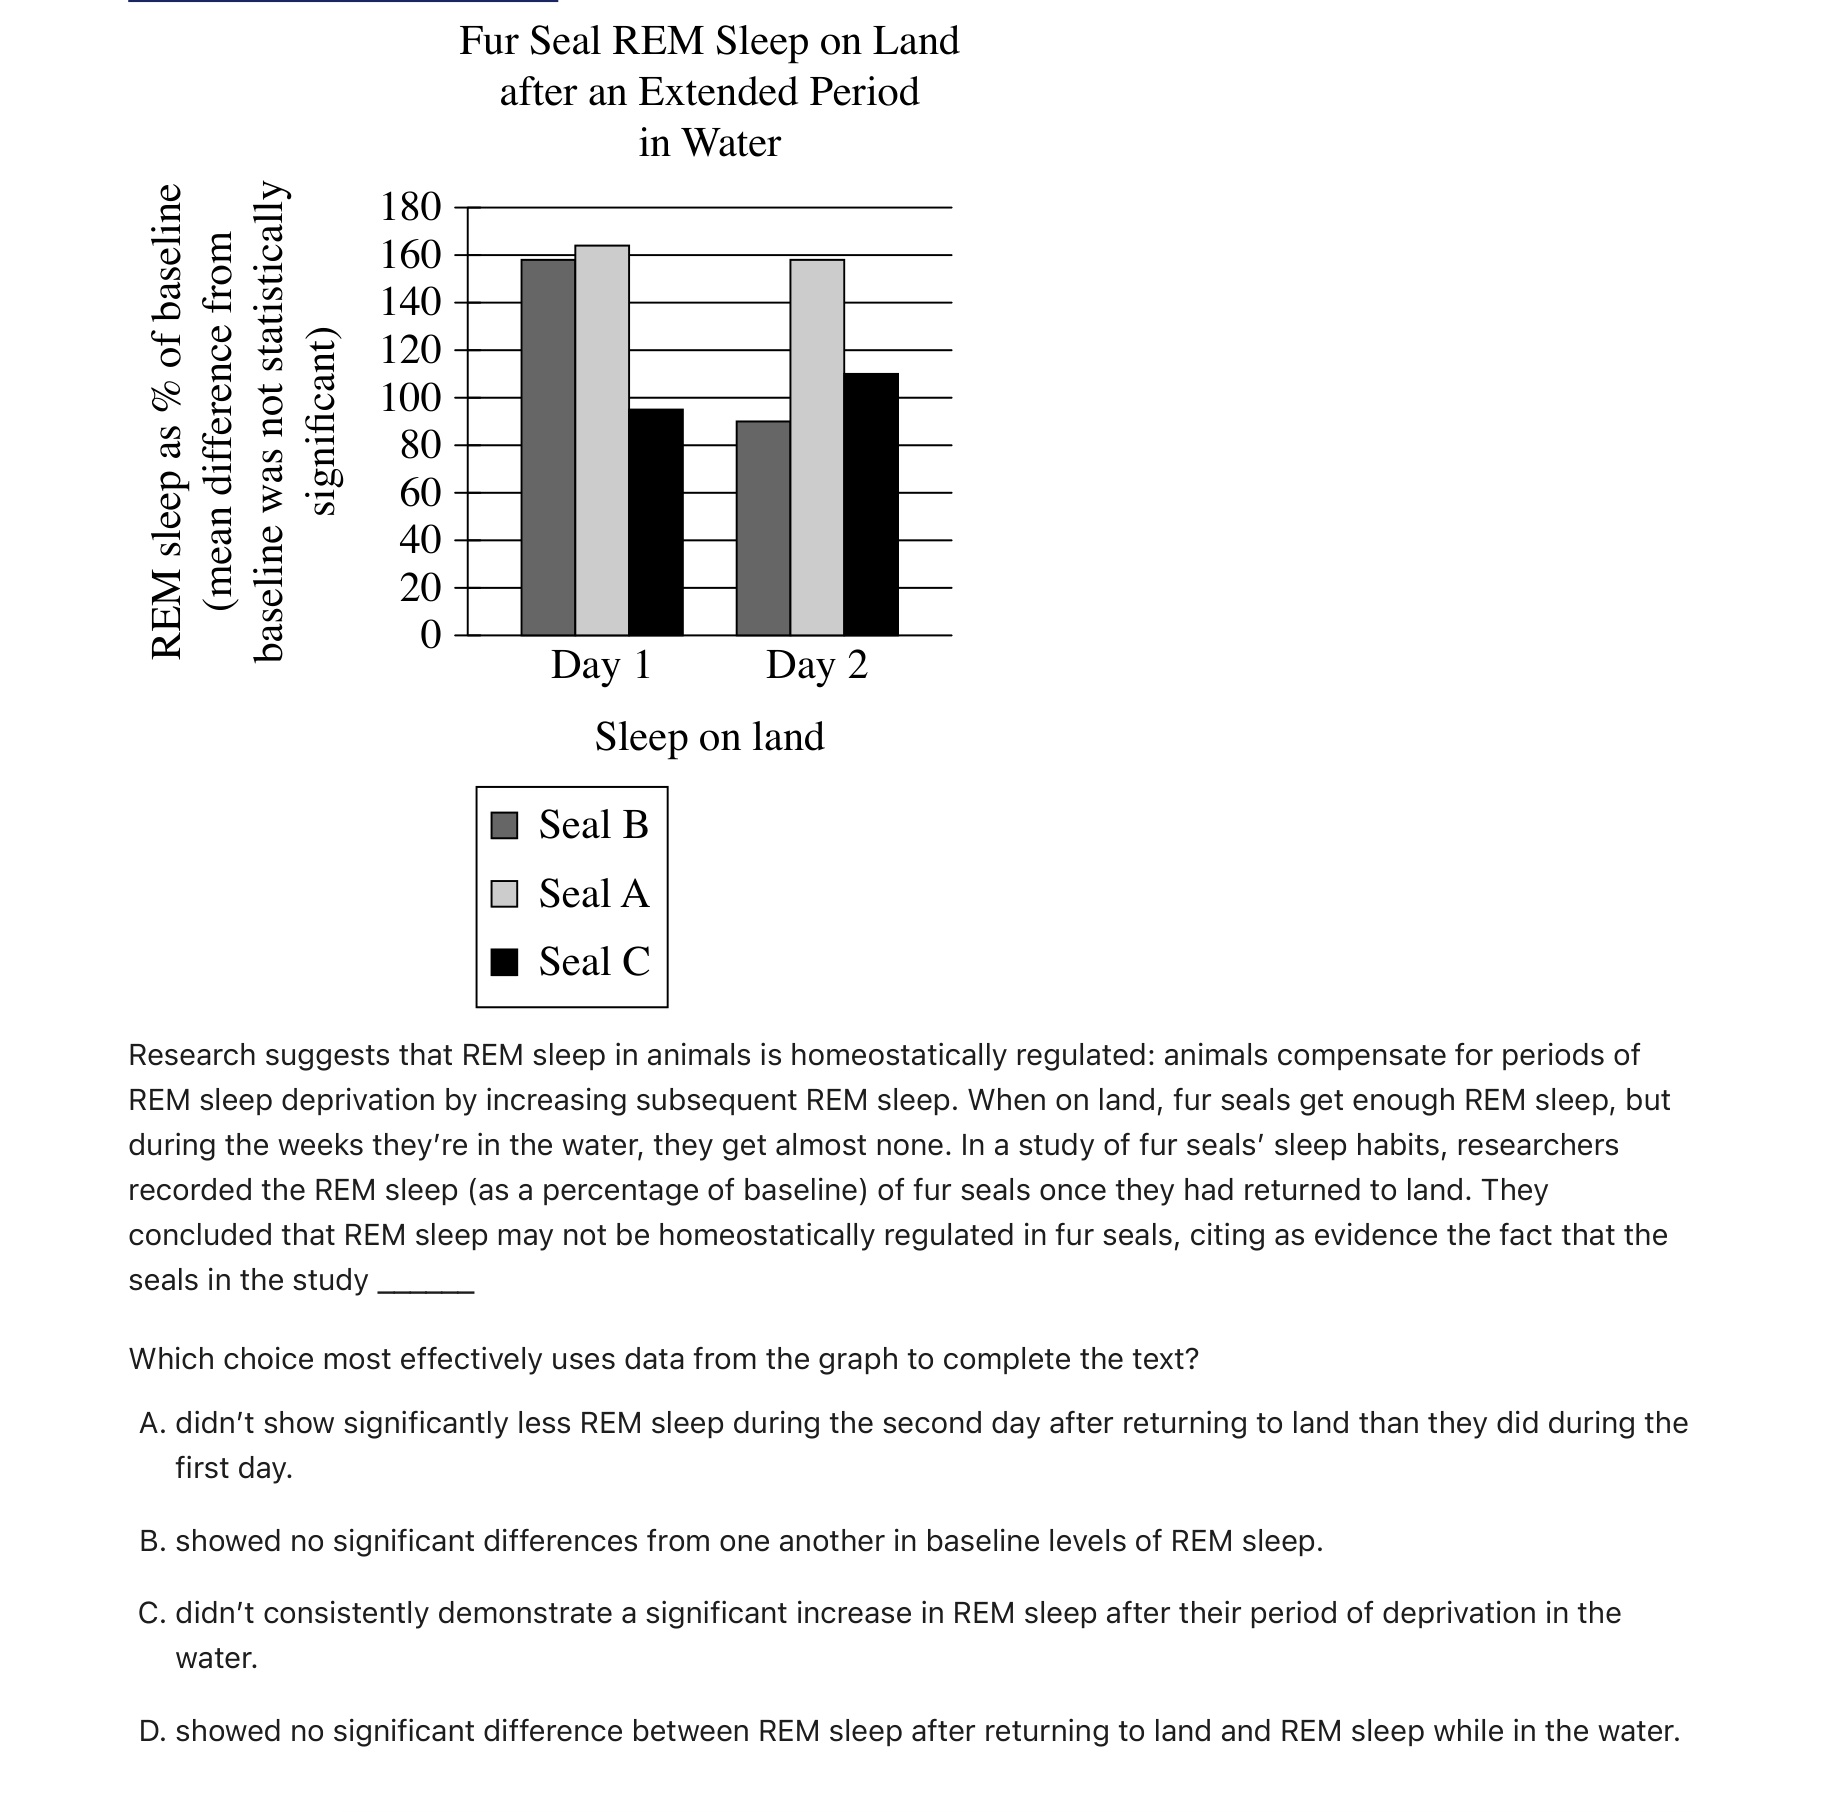 Fur Seal REM Sleep on Land
after an Extended Period
in Water
REM sleep as % of baseline
(mean difference from
baseline was not statistically
significant)
180
160
140
120
100
80
60
40
20
0
Day 1
Day 2
Sleep on land
Seal B
Seal A
Seal C
Research suggests that REM sleep in animals is homeostatically regulated: animals compensate for periods of
REM sleep deprivation by increasing subsequent REM sleep. When on land, fur seals get enough REM sleep, but
during the weeks they’re in the water, they get almost none. In a study of fur seals’ sleep habits, researchers
recorded the REM sleep (as a percentage of baseline) of fur seals once they had returned to land. They
concluded that REM sleep may not be homeostatically regulated in fur seals, citing as evidence the fact that the
seals in the study ______
Which choice most effectively uses data from the graph to complete the text?
A. didn’t show significantly less REM sleep during the second day after returning to land than they did during the
first day.
B. showed no significant differences from one another in baseline levels of REM sleep.
C. didn’t consistently demonstrate a significant increase in REM sleep after their period of deprivation in the
water.
D. showed no significant difference between REM sleep after returning to land and REM sleep while in the water.